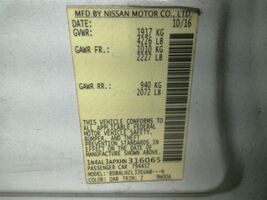 MFD BY NISSAN MOTOR CO., LTD.
DATE: 10/16
GVWR: 1917 KG
4226 LB
GAWR FR: 1010 KG
2227 LB
GAWR RR: 940 KG
2072 LB
THIS VEHICLE CONFORMS
TO ALL APPLICABLE
FEDERAL MOTOR VEHICLE
SAFETY, BUMPER, AND
THEFT PREVENTION
STANDARDS IN EFFECT
ON THE DATE OF
MANUFACTURE SHOWN
ABOVE.
1N4AL3APXHN316065
PASSENGER CAR 794457
COLOR: QAB TRIM: Z 9N006